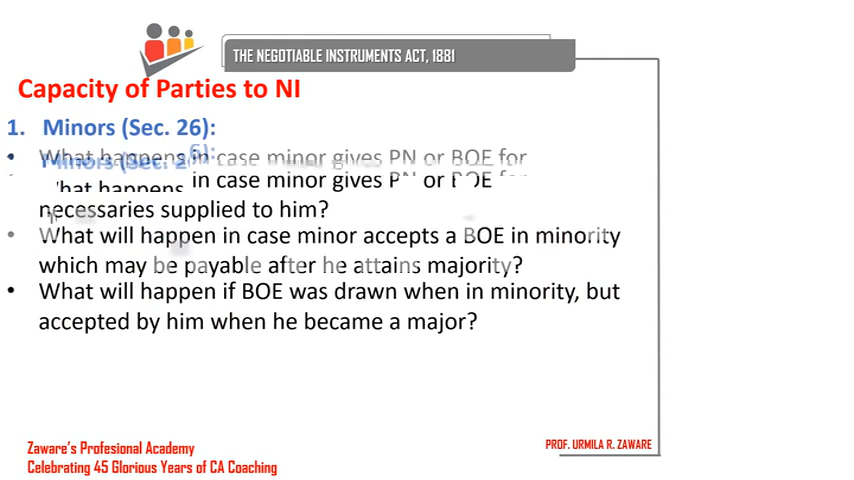 THE NEGOTIABLE INSTRUMENTS ACT, 1881
Capacity of Parties to NI
1. Minors (Sec. 26):
• What happens in case minor gives PN or BOE for
necessaries supplied to him?
• What will happen in case minor accepts a BOE in minority
which may be payable after he attains majority?
• What will happen if BOE was drawn when in minority, but
accepted by him when he became a major?
Zaware's Profesional Academy
Celebrating 45 Glorious Years of CA Coaching
PROF. URMILA R. ZAWARE